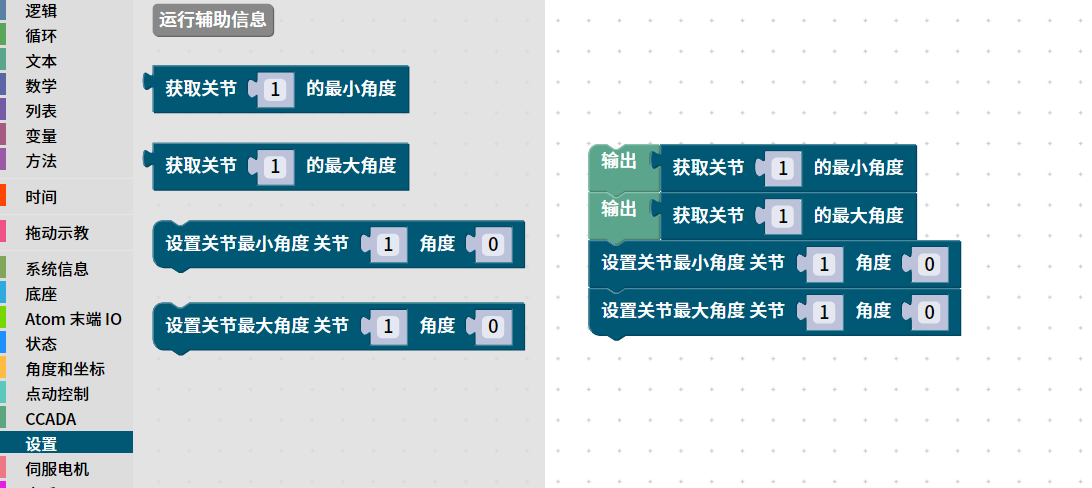 逻辑
循环
文本
数学
列表
变量
方法
时间
拖动示教
系统信息
底座
Atom 末端 IO
状态
角度和坐标
点动控制
CCADA
设置
伺服电机
运行辅助信息
获取关节 1 的最小角度
获取关节 1 的最大角度
设置关节最小角度 关节 1 角度 0
设置关节最大角度 关节 1 角度 0
输出 获取关节 1 的最小角度
输出 获取关节 1 的最大角度
设置关节最小角度 关节 1 角度 0
设置关节最大角度 关节 1 角度 0